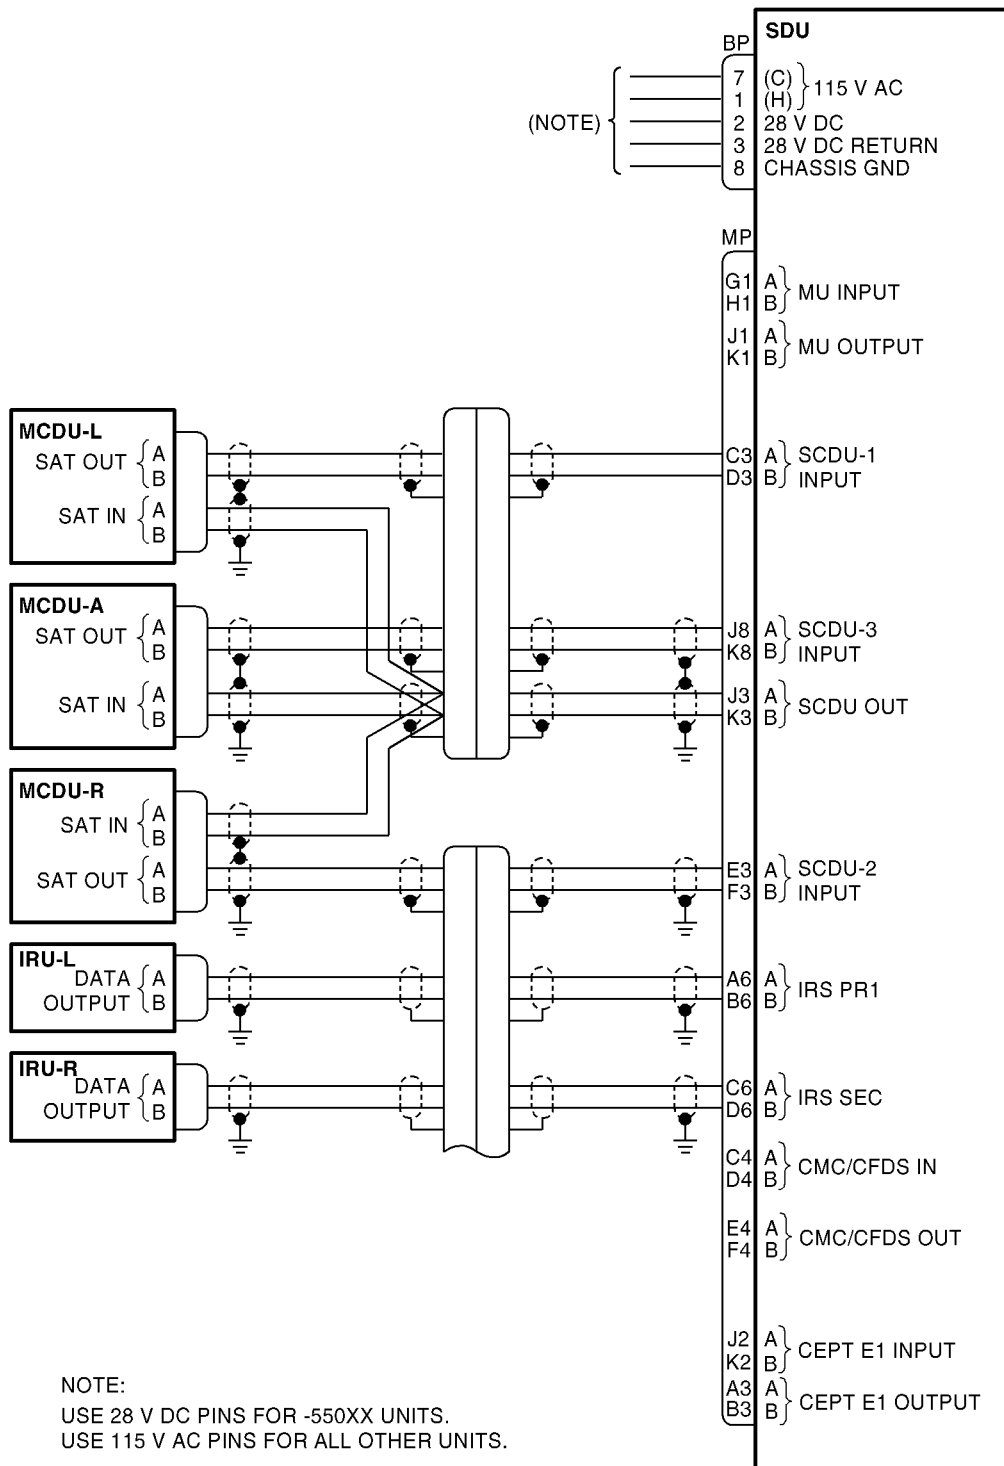 SDU
BP
7 (C)
1 (H)
115 V AC
2 28 V DC
3 28 V DC RETURN
8 CHASSIS GND
(NOTE)
MP
G1 A
H1 B
MU INPUT
J1 A
K1 B
MU OUTPUT
MCDU-L
SAT OUT A
B
SAT IN A
B
C3 A SCDU-1
D3 B INPUT
MCDU-A
SAT OUT A
B
SAT IN A
B
J8 A SCDU-3
K8 B INPUT
J3 A
K3 B
SCDU OUT
MCDU-R
SAT IN A
B
SAT OUT A
B
E3 A SCDU-2
F3 B INPUT
IRU-L
DATA A
OUTPUT B
A6 A
B6 B
IRS PR1
IRU-R
DATA A
OUTPUT B
C6 A
D6 B
IRS SEC
C4 A
D4 B
CMC/CFDS IN
E4 A
F4 B
CMC/CFDS OUT
J2 A
K2 B
CEPT E1 INPUT
A3 A
B3 B
CEPT E1 OUTPUT
NOTE:
USE 28 V DC PINS FOR -550XX UNITS.
USE 115 V AC PINS FOR ALL OTHER UNITS.